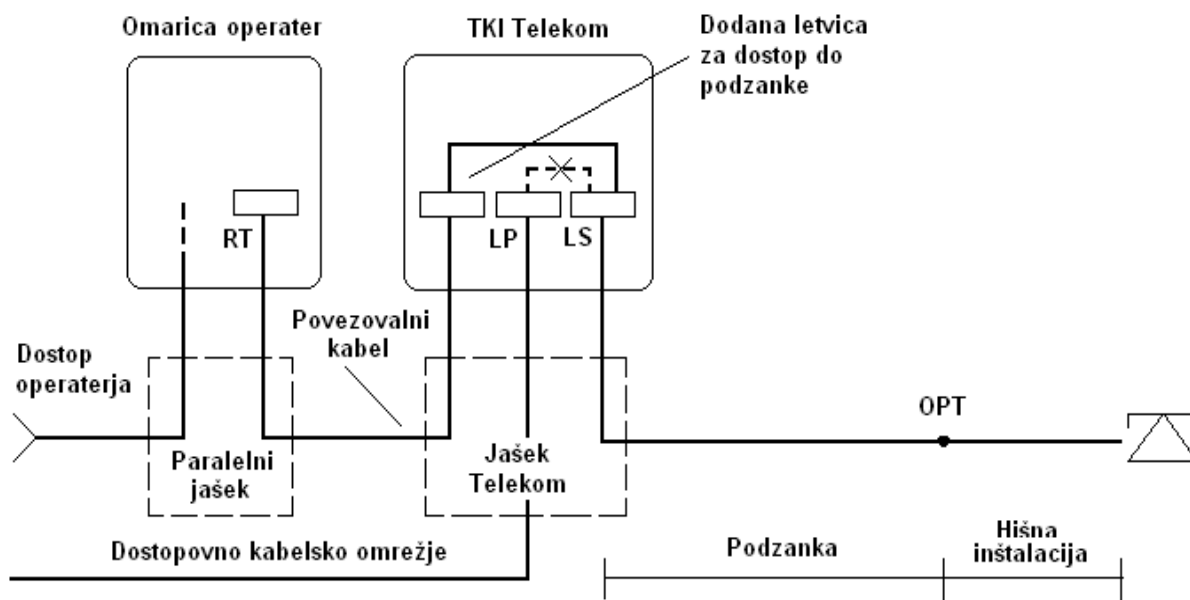 Omarica operater
TKI Telekom
Dodana letvica
za dostop do
podzanke
RT
LP
LS
Povezovalni
kabel
Dostop
operaterja
OPT
Paralelni
jašek
Jašek
Telekom
Dostopovno kabelsko omrežje
Podzanka
Hišna
inštalacija